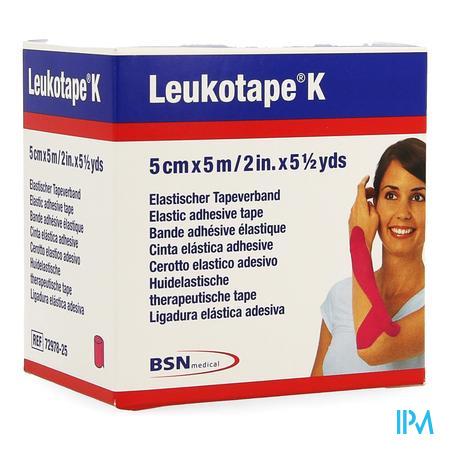 Leukotape® K
5 cm x 5 m / 2 in. x 5 ½ yds
Elastischer Tapeverband
Elastic adhesive tape
Bande adhésive élastique
Cinta elástica adhesive
Cerotto elastico adesivo
Huidelastische
therapeutische tape
Ligadura elástica adesiva
REF 72978-25
Leukotape® K
5 cm x 5 m / 2 in. x 5 ½ yds
Elastischer Tapeverband
Elastic adhesive tape
Bande adhésive élastique
Cinta elástica adhesive
Cerotto elastico adesivo
Huidelastische
therapeutische tape
Ligadura elástica adesiva
BSN medical
IPM